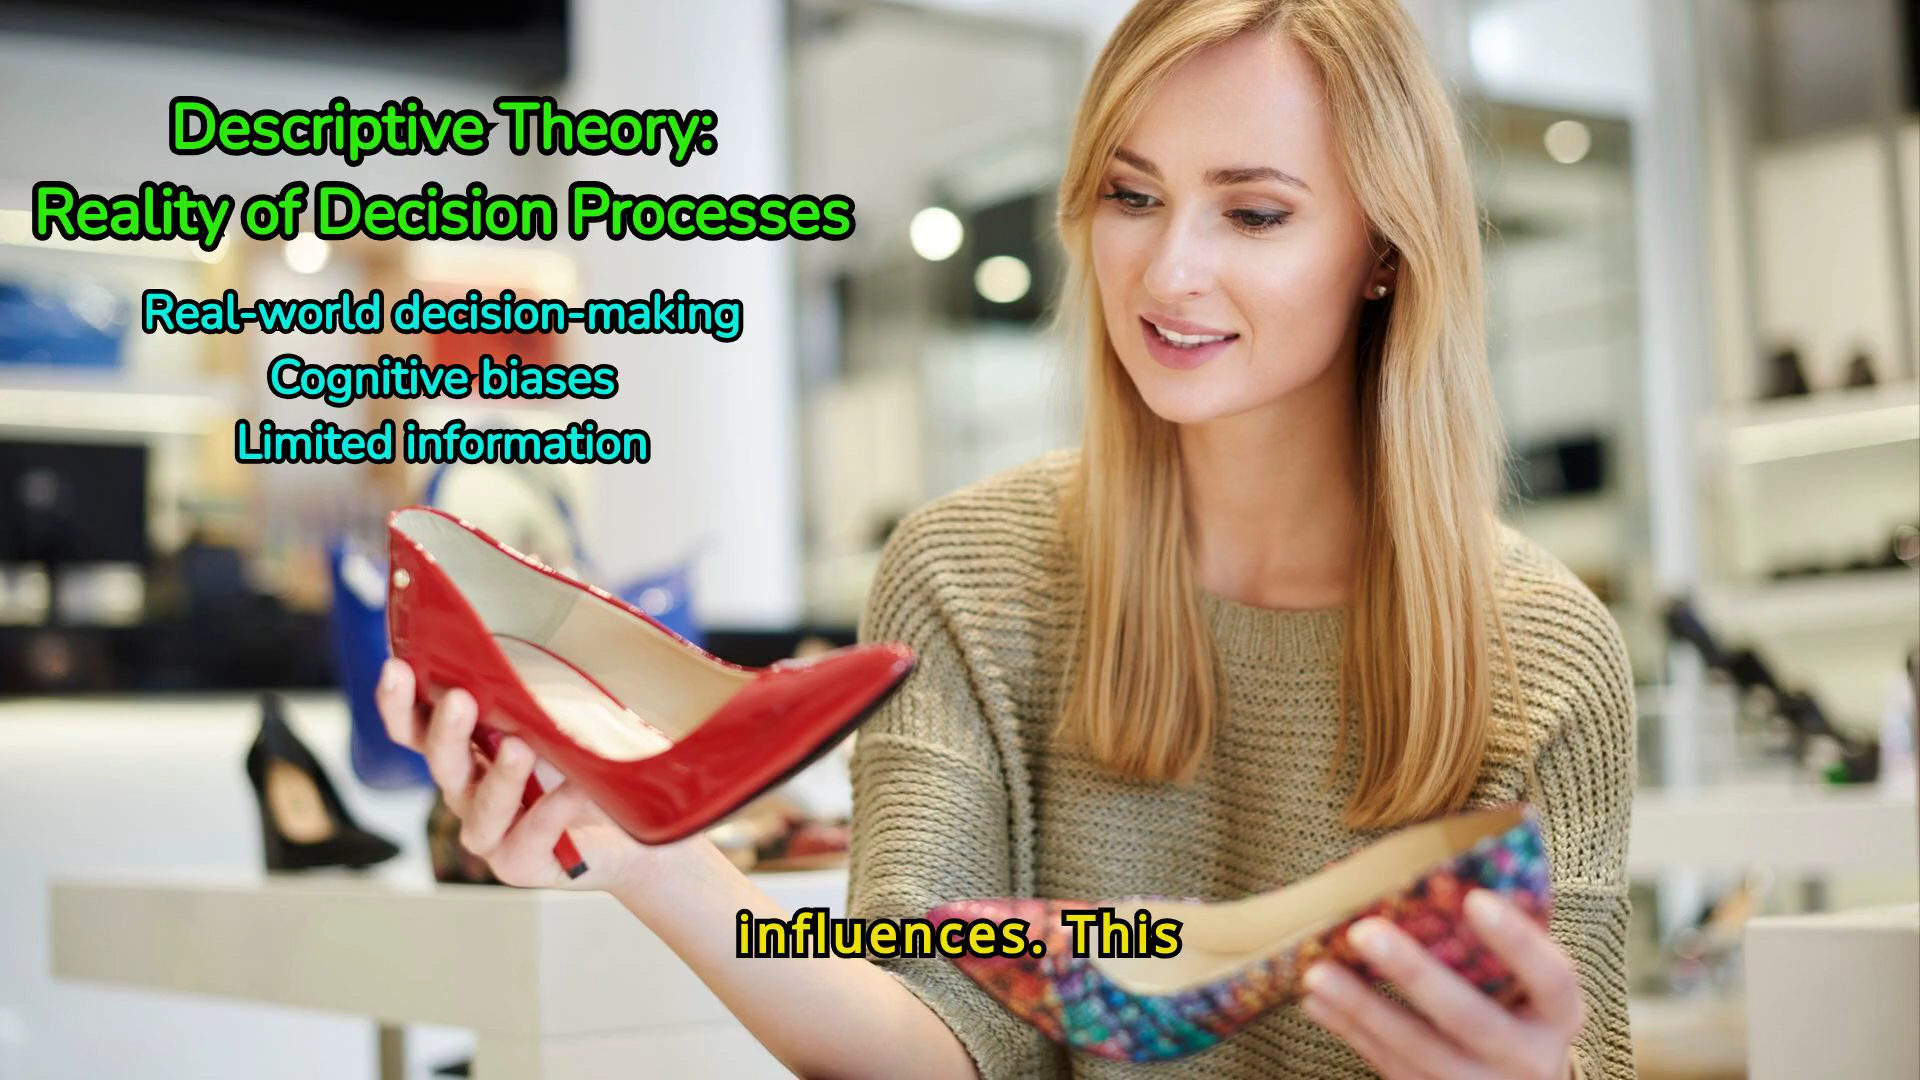 Descriptive Theory:
Reality of Decision Processes
Real-world decision-making
Cognitive biases
Limited information
influences. This